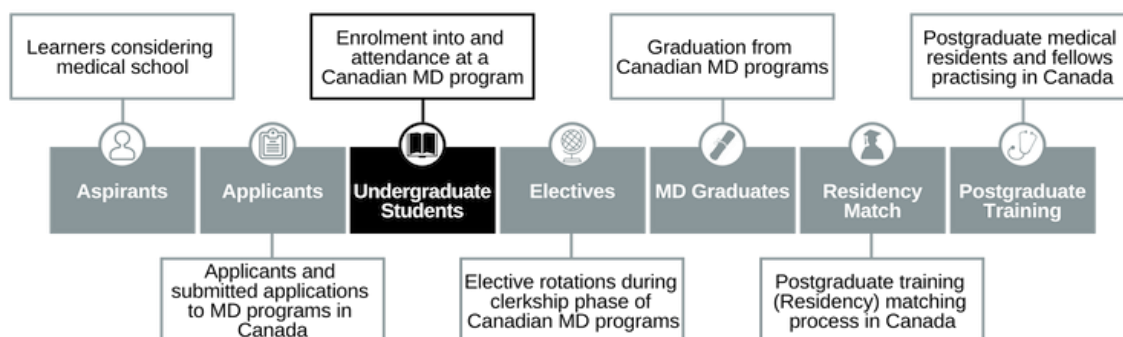 Learners considering
medical school
Enrolment into and
attendance at a
Canadian MD program
Graduation from
Canadian MD programs
Postgraduate medical
residents and fellows
practising in Canada
Aspirants
Applicants
Undergraduate
Students
Electives
MD Graduates
Residency
Match
Postgraduate
Training
Applicants and
submitted applications
to MD programs in
Canada
Elective rotations during
clerkship phase of
Canadian MD programs
Postgraduate training
(Residency) matching
process in Canada